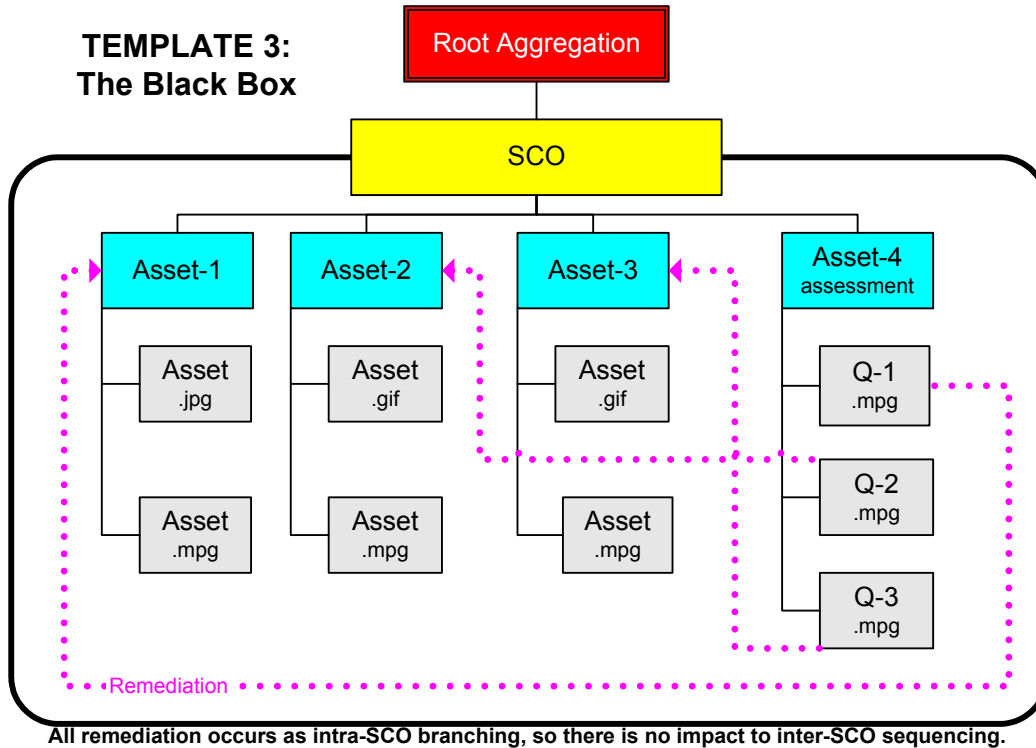 TEMPLATE 3:
The Black Box
Root Aggregation
SCO
Asset-1
Asset-2
Asset-3
Asset-4
assessment
Asset
.jpg
Asset
.gif
Asset
.gif
Q-1
.mpg
Q-2
.mpg
Asset
.mpg
Asset
.mpg
Asset
.mpg
Q-3
.mpg
Remediation
All remediation occurs as intra-SCO branching, so there is no impact to inter-SCO sequencing.